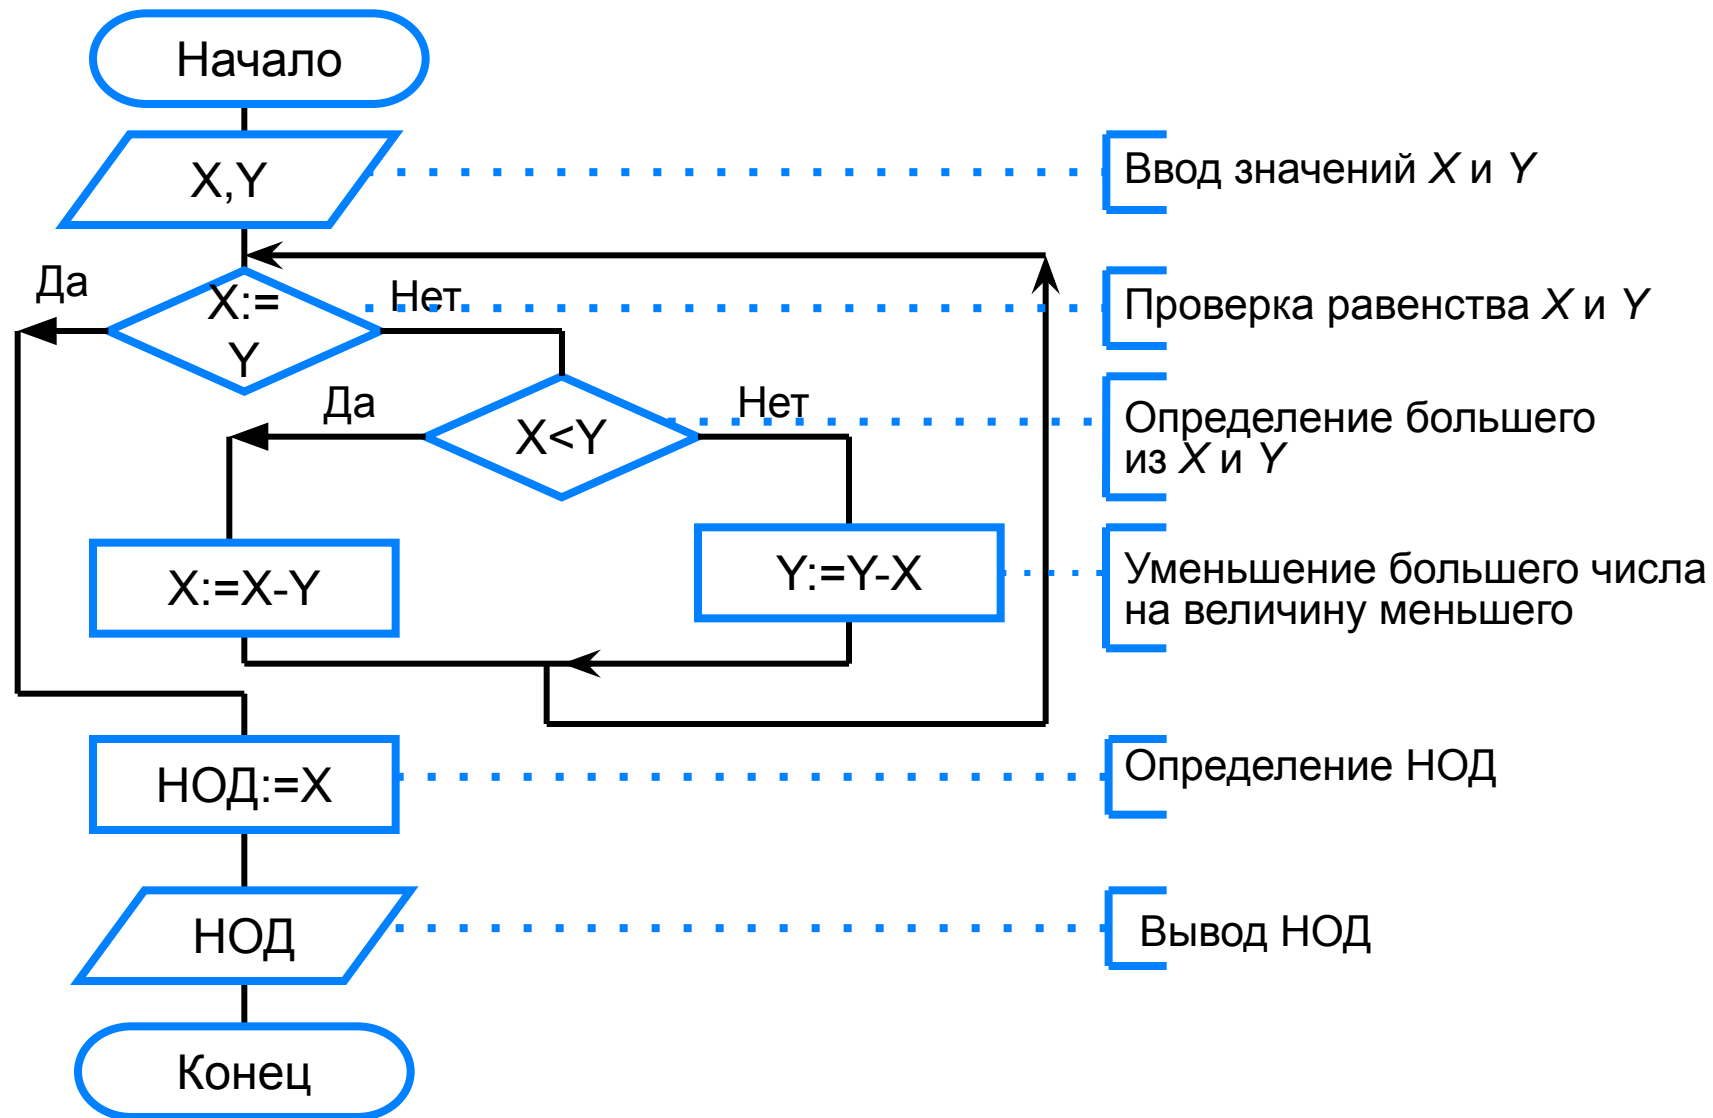 Начало
X,Y
Ввод значений X и Y
Да
X:=
Y
Нет
Проверка равенства X и Y
Да
X<Y
Нет
Определение большего
из X и Y
X:=X-Y
Y:=Y-X
Уменьшение большего числа
на величину меньшего
НОД:=X
Определение НОД
НОД
Вывод НОД
Конец